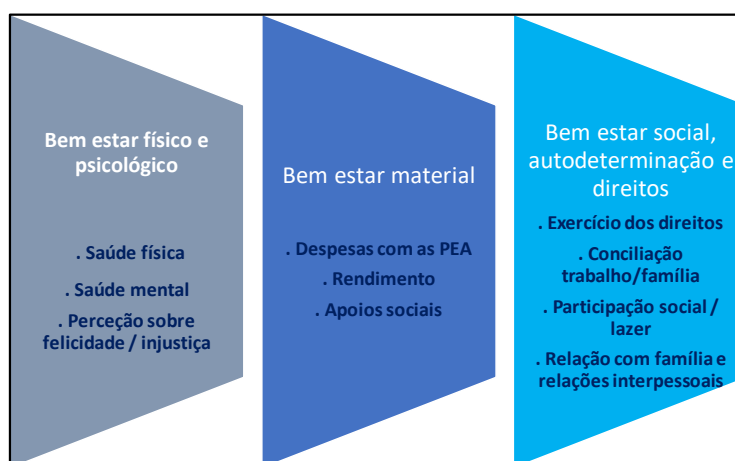 Bem estar físico e
psicológico
. Saúde física
. Saúde mental
. Perceção sobre
felicidade / injustiça
Bem estar material
. Despesas com as PEA
. Rendimento
. Apoios sociais
Bem estar social,
autodeterminação e
direitos
. Exercício dos direitos
. Conciliação
trabalho/família
. Participação social /
lazer
. Relação com família e
relações interpessoais